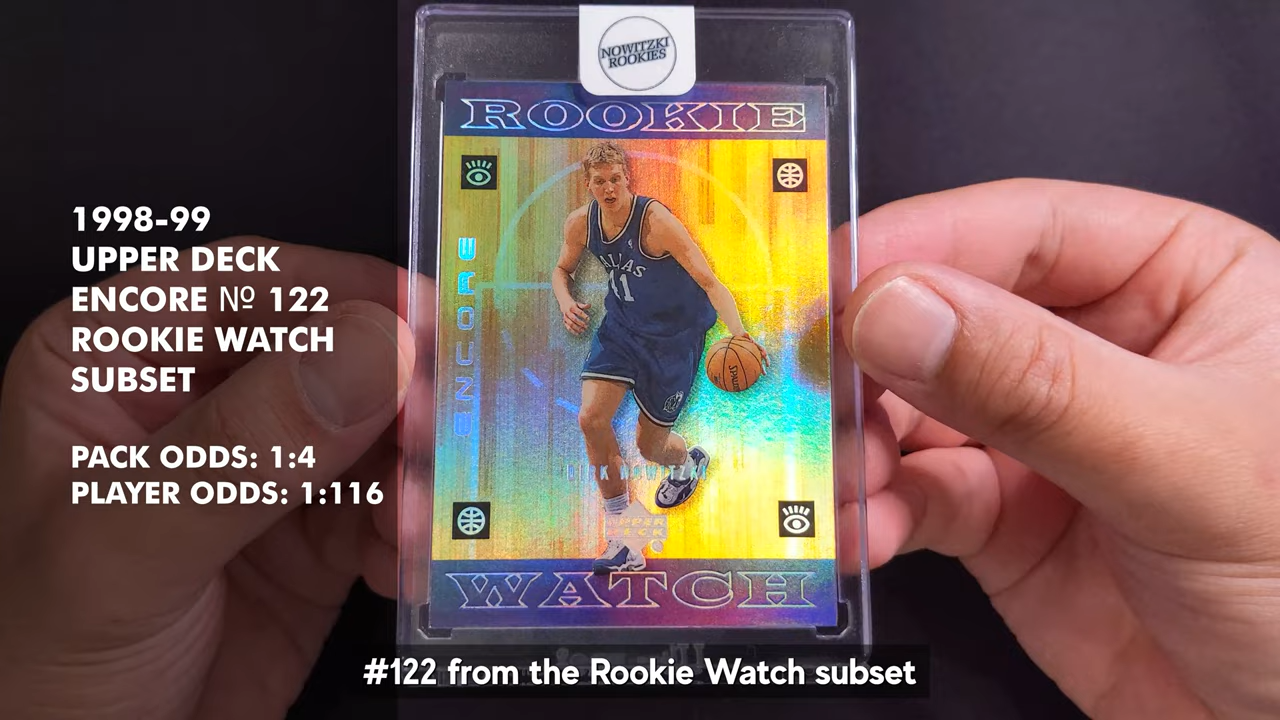 NOWITZKI
ROOKIES
ROOKIE
ENCORE
DALLAS
41
SPALDING
DIRK NOWITZKI
UPPER
DECK
WATCH
1998-99
UPPER DECK
ENCORE № 122
ROOKIE WATCH
SUBSET
PACK ODDS: 1:4
PLAYER ODDS: 1:116
#122 from the Rookie Watch subset